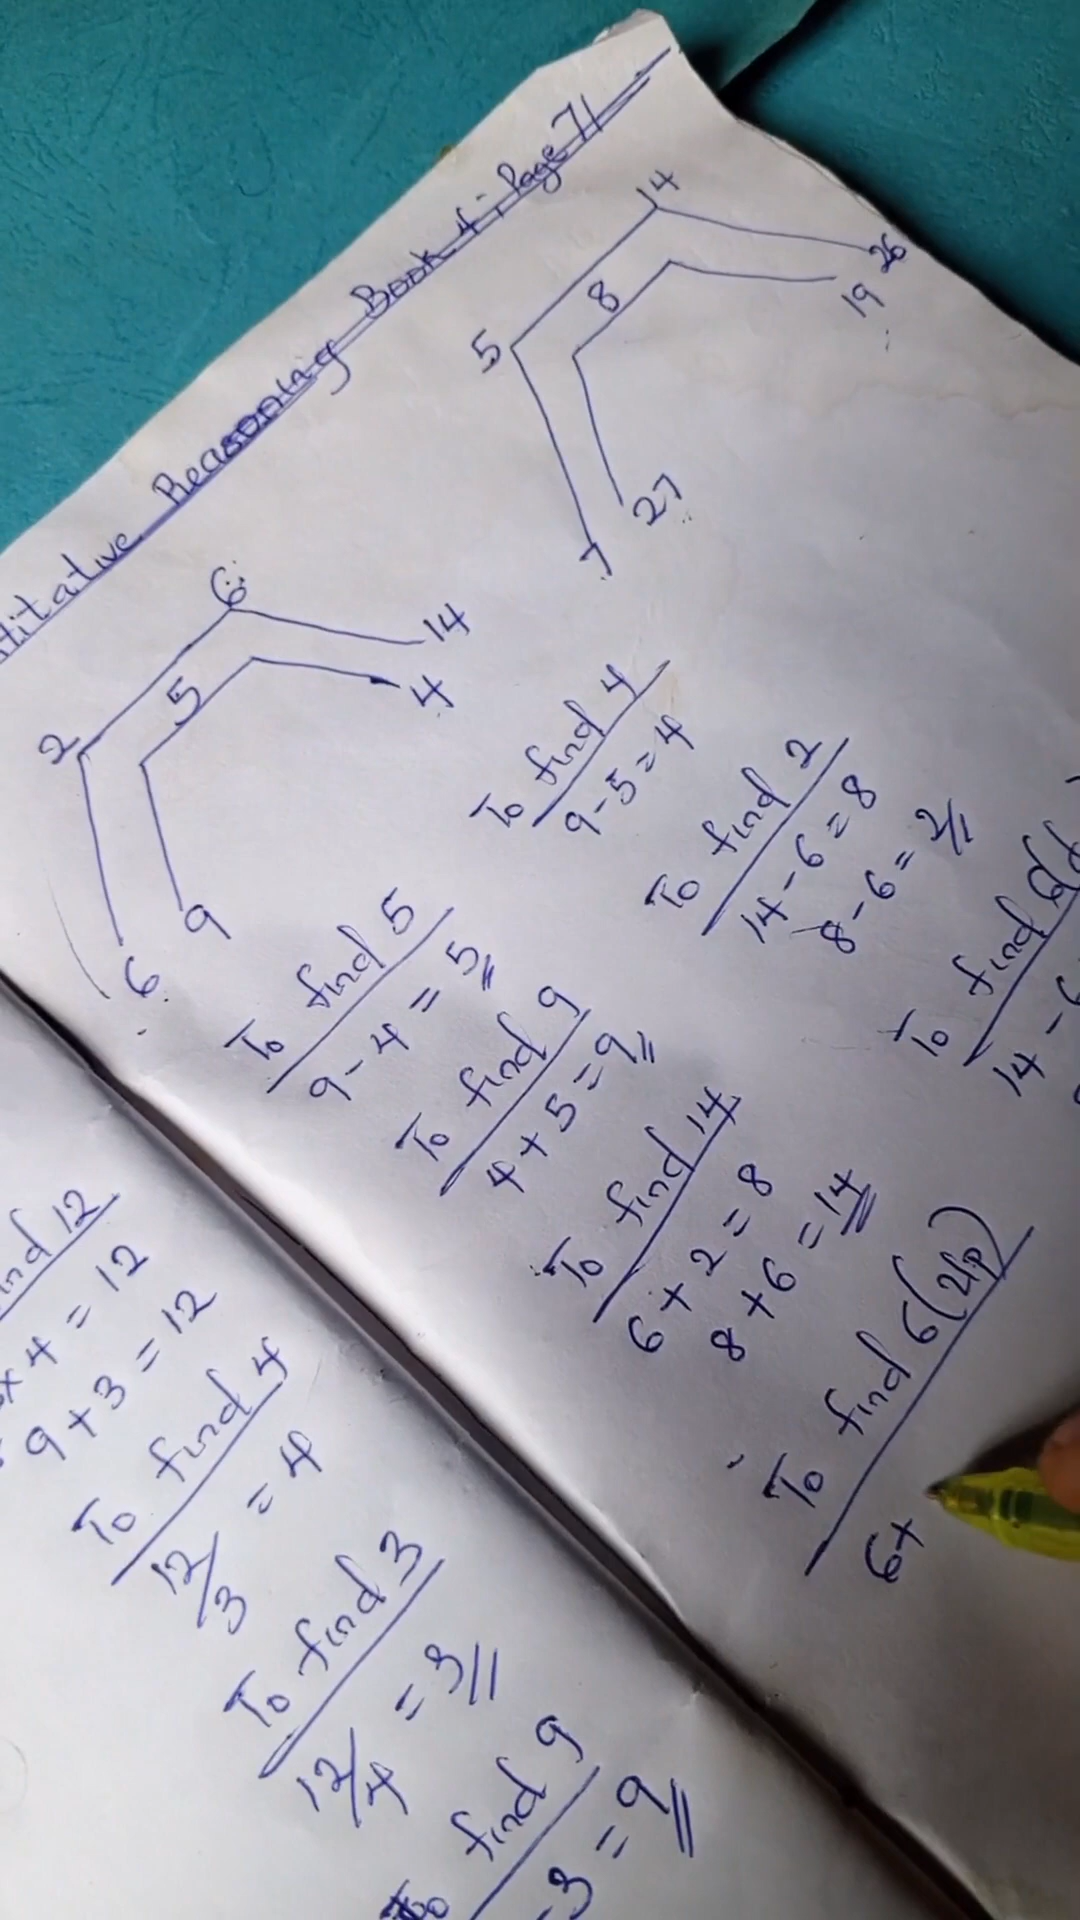 Reasoning Book 4; Page 71
14
26
8
19
5
27
7
6
14
5
4
2
9
6
To find 4
9-5=4
To find 2
14-6=8
8-6=2
To find 5
9-4=5
To find 9
4+5=9
To find 14
6+2=8
8+6=14
To find 6(up)
6+
To find
14-6
12
4=12
9+3=12
To find 4
12/3=4
To find 3
12/4=3
find 9
-3=9